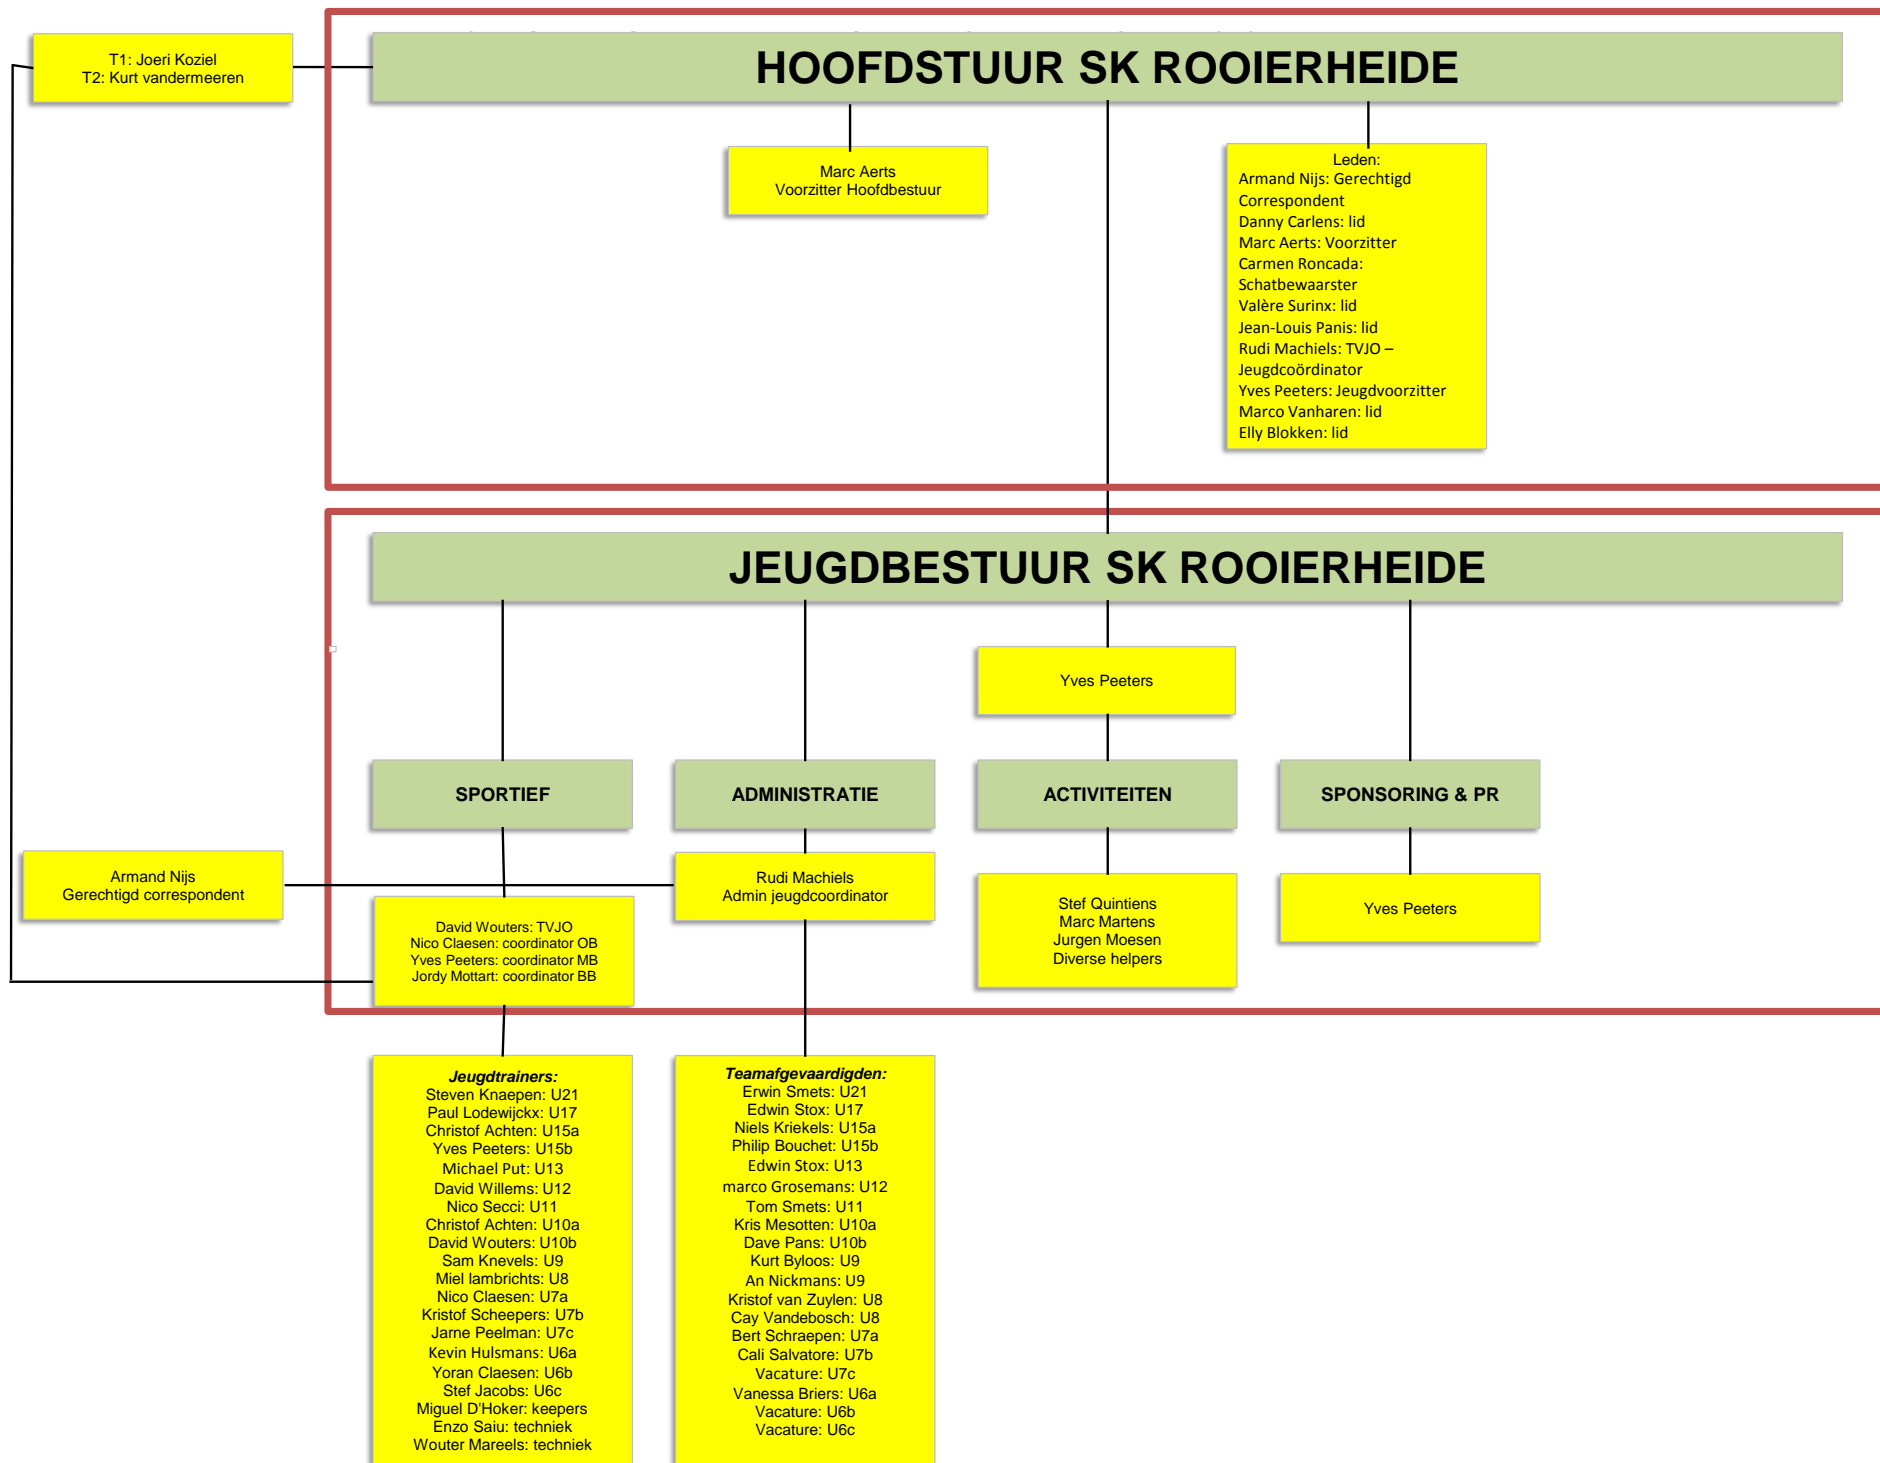 T1: Joeri Koziel
T2: Kurt vandermeeren
HOOFDSTUUR SK ROOIERHEIDE
Marc Aerts
Voorzitter Hoofdbestuur
Leden:
Armand Nijs: Gerechtigd
Correspondent
Danny Carlens: lid
Marc Aerts: Voorzitter
Carmen Roncada:
Schatbewaarster
Valère Surinx: lid
Jean-Louis Panis: lid
Rudi Machiels: TVJO –
Jeugdcoördinator
Yves Peeters: Jeugdvoorzitter
Marco Vanharen: lid
Elly Blokken: lid
JEUGDBESTUUR SK ROOIERHEIDE
Yves Peeters
SPORTIEF
ADMINISTRATIE
ACTIVITEITEN
SPONSORING & PR
Armand Nijs
Gerechtigd correspondent
David Wouters: TVJO
Nico Claesen: coordinator OB
Yves Peeters: coordinator MB
Jordy Mottart: coordinator BB
Rudi Machiels
Admin jeugdcoordinator
Stef Quintiens
Marc Martens
Jurgen Moesen
Diverse helpers
Yves Peeters
Jeugdtrainers:
Steven Knaepen: U21
Paul Lodewijckx: U17
Christof Achten: U15a
Yves Peeters: U15b
Michael Put: U13
David Willems: U12
Nico Secci: U11
Christof Achten: U10a
David Wouters: U10b
Sam Knevels: U9
Miel lambrichts: U8
Nico Claesen: U7a
Kristof Scheepers: U7b
Jarne Peelman: U7c
Kevin Hulsmans: U6a
Yoran Claesen: U6b
Stef Jacobs: U6c
Miguel D'Hoker: keepers
Enzo Saiu: techniek
Wouter Mareels: techniek
Teamafgevaardigden:
Erwin Smets: U21
Edwin Stox: U17
Niels Kriekels: U15a
Philip Bouchet: U15b
Edwin Stox: U13
marco Grosemans: U12
Tom Smets: U11
Kris Mesotten: U10a
Dave Pans: U10b
Kurt Byloos: U9
An Nickmans: U9
Kristof van Zuylen: U8
Cay Vandebosch: U8
Bert Schraepen: U7a
Cali Salvatore: U7b
Vacature: U7c
Vanessa Briers: U6a
Vacature: U6b
Vacature: U6c